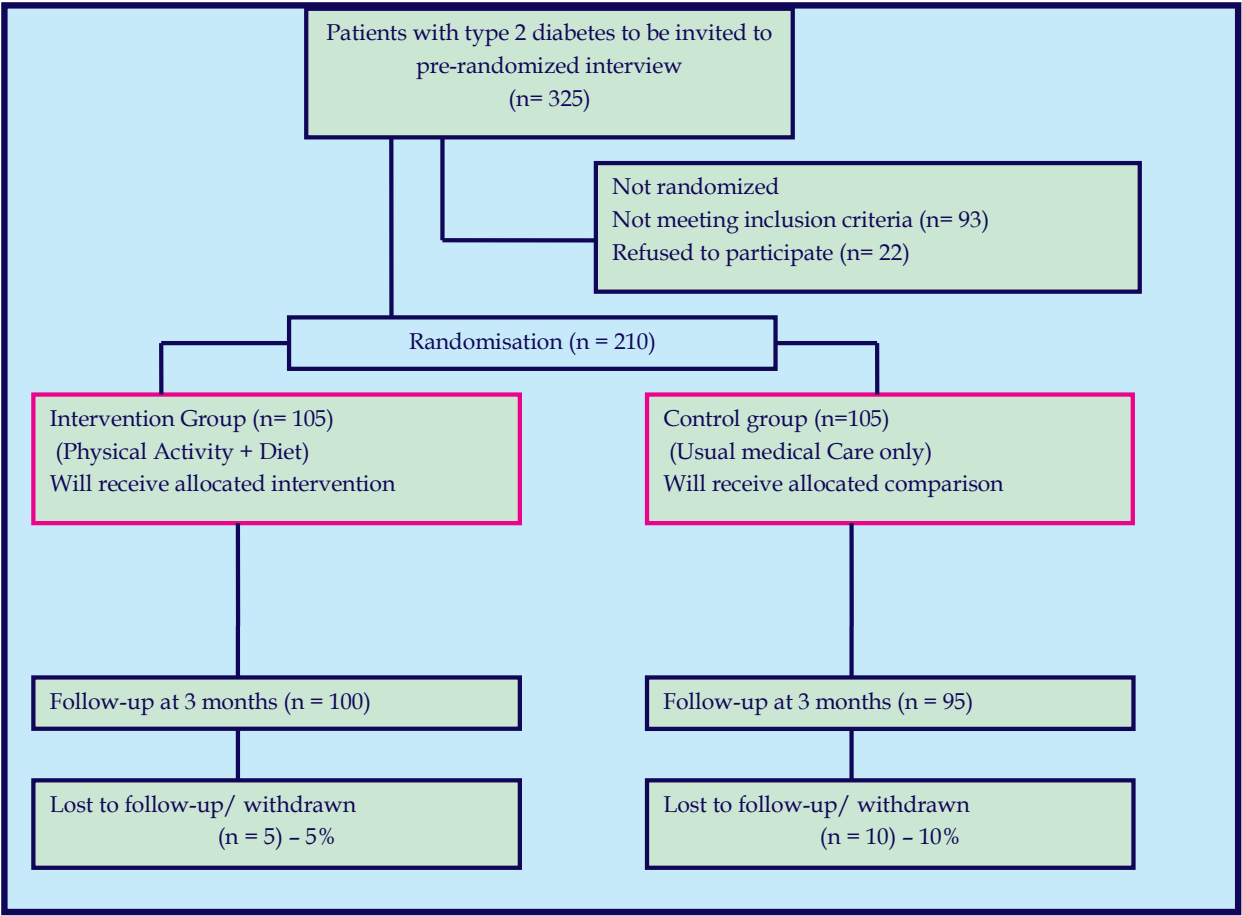 Patients with type 2 diabetes to be invited to
pre-randomized interview
(n= 325)
Not randomized
Not meeting inclusion criteria (n= 93)
Refused to participate (n= 22)
Randomisation (n = 210)
Intervention Group (n= 105)
(Physical Activity + Diet)
Will receive allocated intervention
Control group (n=105)
(Usual medical Care only)
Will receive allocated comparison
Follow-up at 3 months (n = 100)
Follow-up at 3 months (n = 95)
Lost to follow-up/ withdrawn
(n = 5) – 5%
Lost to follow-up/ withdrawn
(n = 10) – 10%